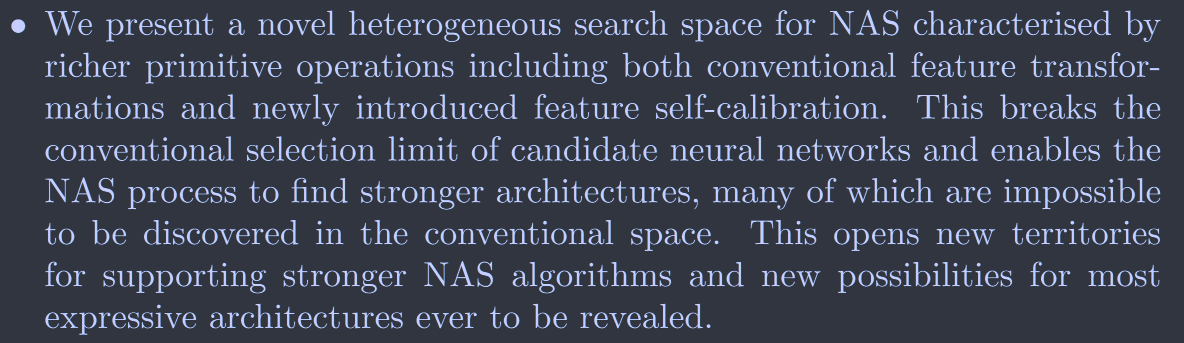 • We present a novel heterogeneous search space for NAS characterised by
richer primitive operations including both conventional feature transfor-
mations and newly introduced feature self-calibration. This breaks the
conventional selection limit of candidate neural networks and enables the
NAS process to find stronger architectures, many of which are impossible
to be discovered in the conventional space. This opens new territories
for supporting stronger NAS algorithms and new possibilities for most
expressive architectures ever to be revealed.